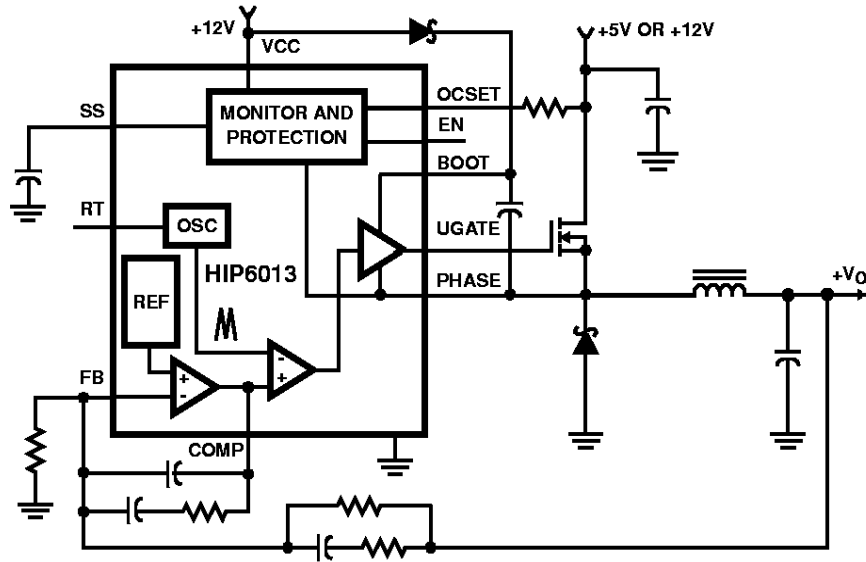 +12V
VCC
+5V OR +12V
SS
MONITOR AND
PROTECTION
OCSET
EN
BOOT
RT
OSC
UGATE
HIP6013
PHASE
REF
+VO
FB
+
-
-
+
COMP